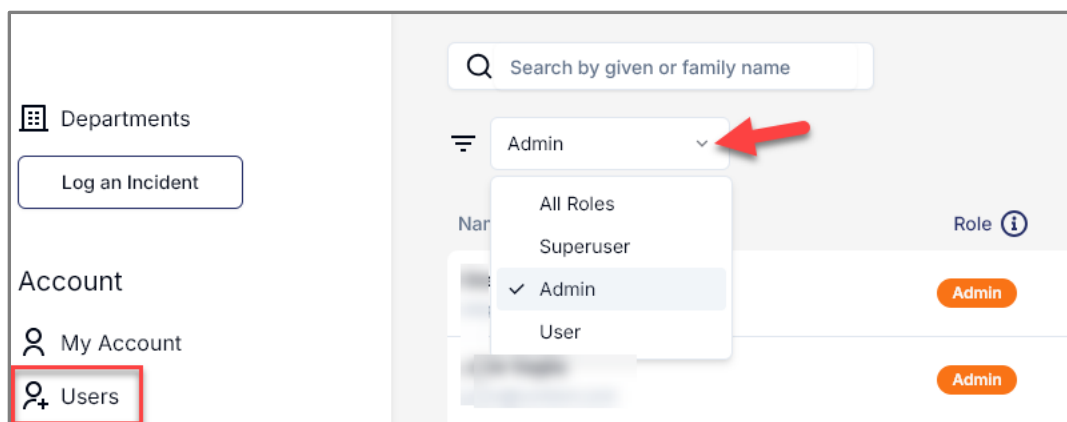 Departments
Log an Incident
Account
My Account
Users
Search by given or family name
Admin
All Roles
Superuser
Admin
User
Role
Admin
Admin